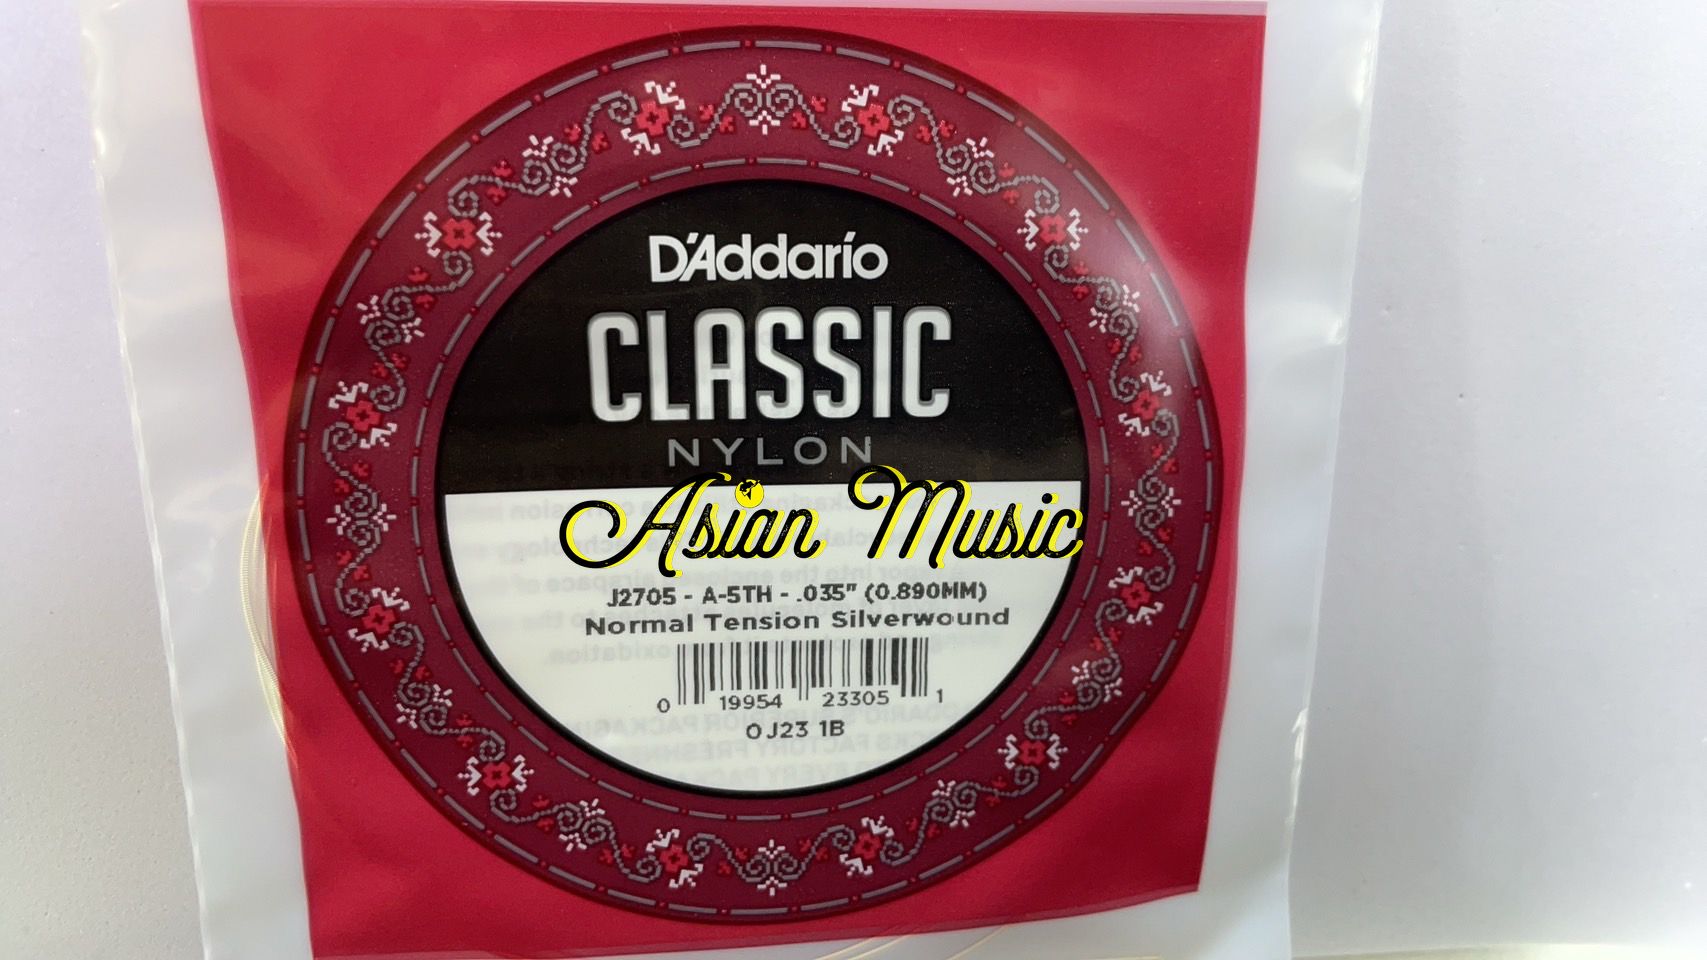 D'Addario
CLASSIC
NYLON
Asian Music
J2705 - A-5TH - .035" (0.890MM)
Normal Tension Silverwound
0 19954 23305 1
OJ23 1B